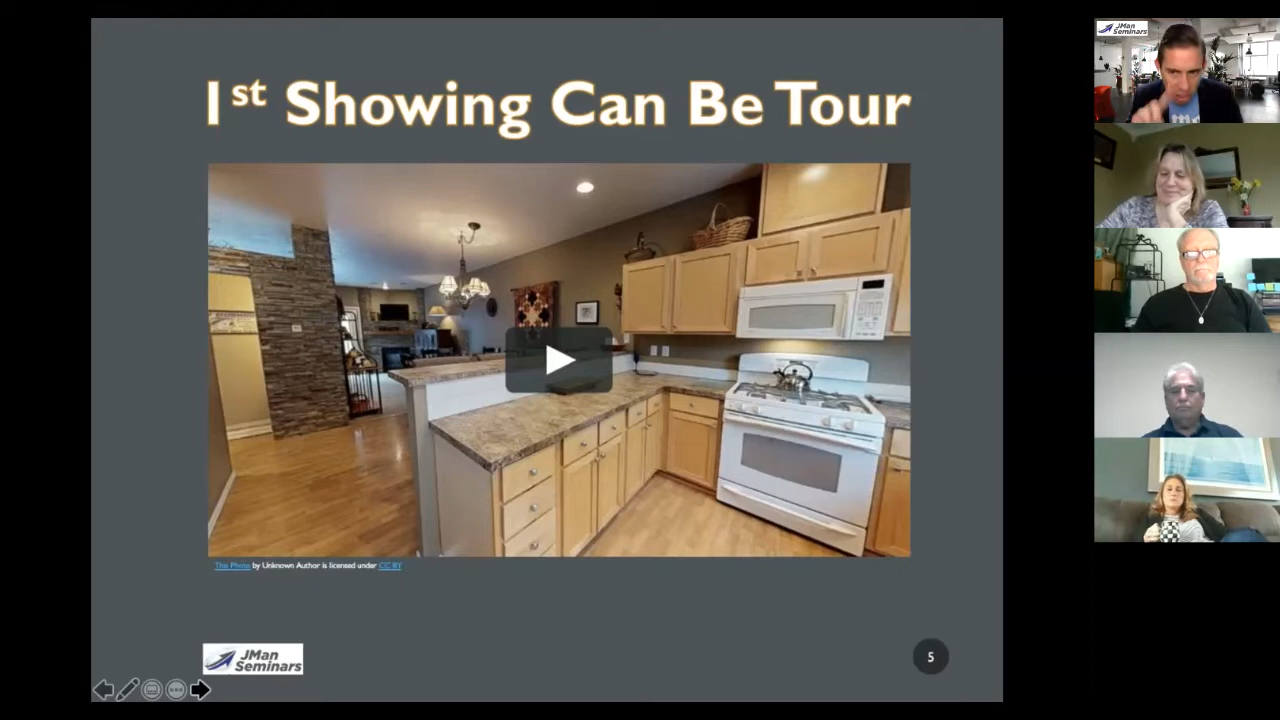 1st Showing Can Be Tour
This Photo by Unknown Author is licensed under CC BY
JMan
Seminars
5
JMan
Seminars